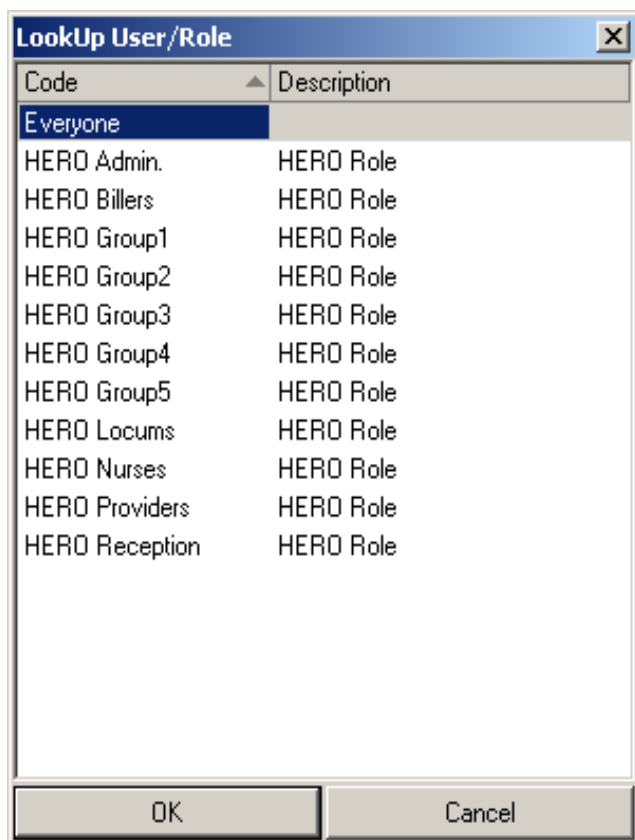 LookUp User/Role
Code Description
Everyone
HERO Admin. HERO Role
HERO Billers HERO Role
HERO Group1 HERO Role
HERO Group2 HERO Role
HERO Group3 HERO Role
HERO Group4 HERO Role
HERO Group5 HERO Role
HERO Locums HERO Role
HERO Nurses HERO Role
HERO Providers HERO Role
HERO Reception HERO Role
OK Cancel